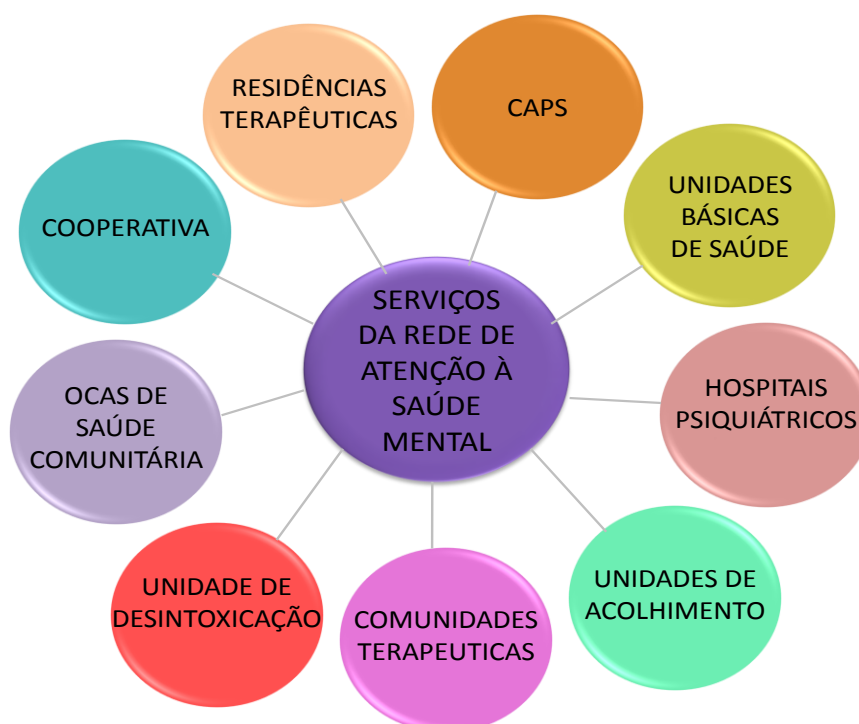 RESIDÊNCIAS
TERAPÊUTICAS
CAPS
UNIDADES
BÁSICAS
DE SAÚDE
COOPERATIVA
SERVIÇOS
DA REDE DE
ATENÇÃO À
SAÚDE
MENTAL
HOSPITAIS
PSIQUIÁTRICOS
OCAS DE
SAÚDE
COMUNITÁRIA
UNIDADE DE
DESINTOXICAÇÃO
COMUNIDADES
TERAPEUTICAS
UNIDADES DE
ACOLHIMENTO